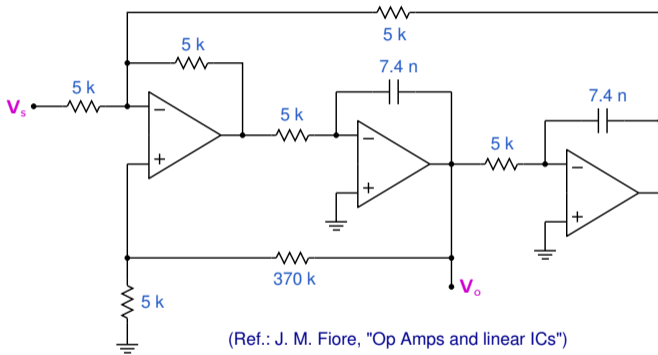 5 k
5 k
7.4 n
7.4 n
5 k
5 k
5 k
Vs
−
+
−
+
−
+
370 k
Vo
5 k
(Ref.: J. M. Fiore, "Op Amps and linear ICs")